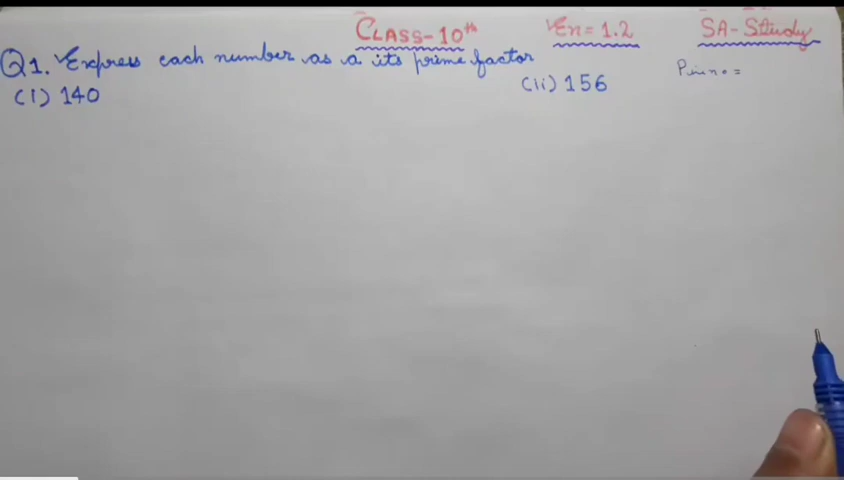 CLASS-10th Ex = 1.2 SA-Study
Q1. Express each number as a its prime factor
(i) 140 (ii) 156